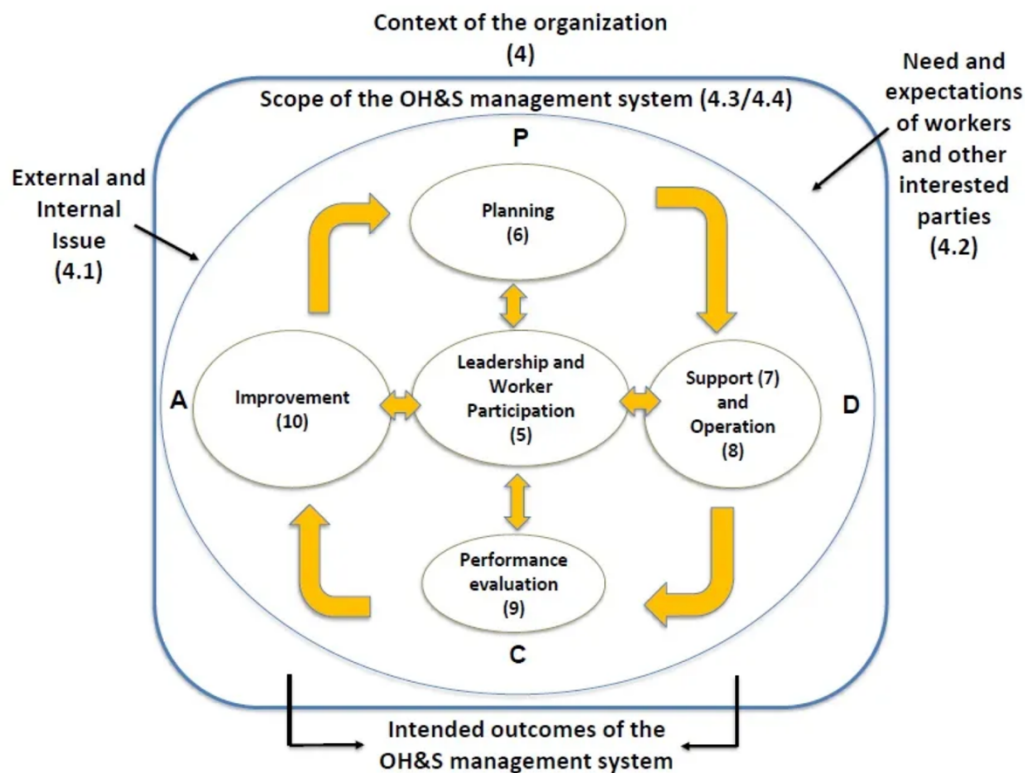 Context of the organization
(4)
Scope of the OH&S management system (4.3/4.4)
Need and
expectations
of workers
and other
interested
parties
(4.2)
External and
Internal
Issue
(4.1)
P
Planning
(6)
A
Improvement
(10)
Leadership and
Worker
Participation
(5)
Support (7)
and
Operation
(8)
D
Performance
evaluation
(9)
C
Intended outcomes of the
OH&S management system